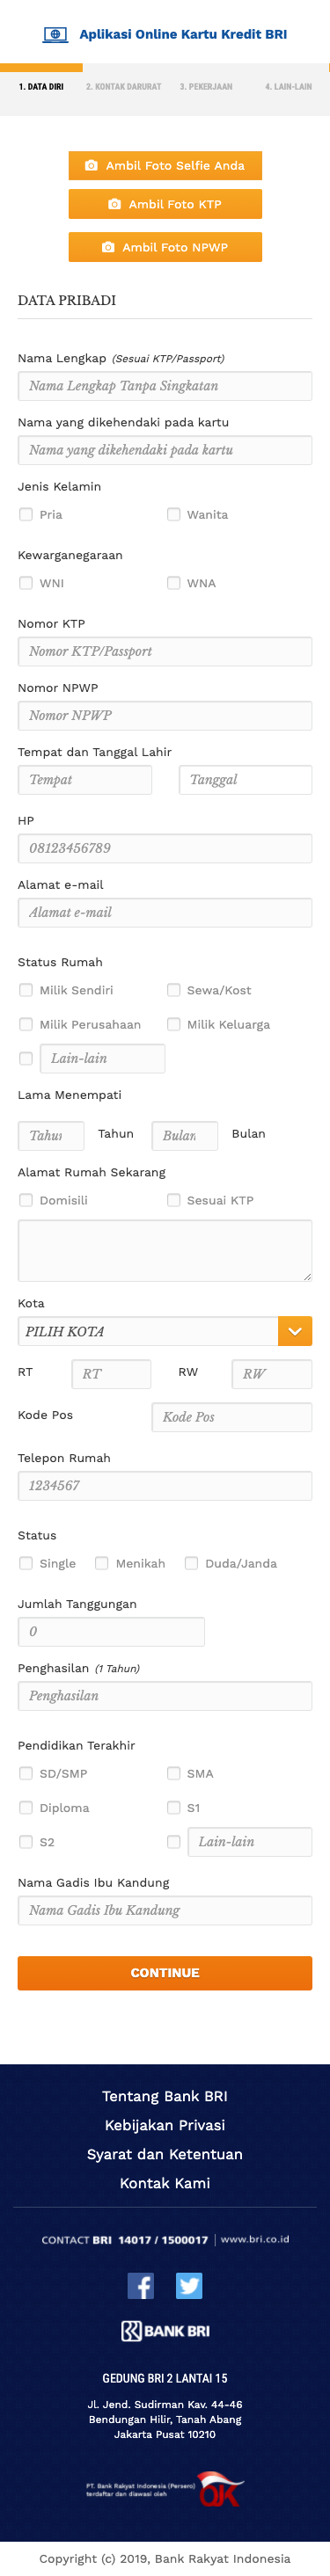 Aplikasi Online Kartu Kredit BRI
1. DATA DIRI 2. KONTAK DARURAT 3. PEKERJAAN 4. LAIN-LAIN
Ambil Foto Selfie Anda
Ambil Foto KTP
Ambil Foto NPWP
DATA PRIBADI
Nama Lengkap (Sesuai KTP/Passport)
Nama Lengkap Tanpa Singkatan
Nama yang dikehendaki pada kartu
Nama yang dikehendaki pada kartu
Jenis Kelamin
Pria Wanita
Kewarganegaraan
WNI WNA
Nomor KTP
Nomor KTP/Passport
Nomor NPWP
Nomor NPWP
Tempat dan Tanggal Lahir
Tempat Tanggal
HP
08123456789
Alamat e-mail
Alamat e-mail
Status Rumah
Milik Sendiri Sewa/Kost
Milik Perusahaan Milik Keluarga
Lain-lain
Lama Menempati
Tahun Tahun Bulan Bulan
Alamat Rumah Sekarang
Domisili Sesuai KTP
Kota
PILIH KOTA
RT RT RW RW
Kode Pos Kode Pos
Telepon Rumah
1234567
Status
Single Menikah Duda/Janda
Jumlah Tanggungan
0
Penghasilan (1 Tahun)
Penghasilan
Pendidikan Terakhir
SD/SMP SMA
Diploma S1
S2 Lain-lain
Nama Gadis Ibu Kandung
Nama Gadis Ibu Kandung
CONTINUE
Tentang Bank BRI
Kebijakan Privasi
Syarat dan Ketentuan
Kontak Kami
CONTACT BRI 14017 / 1500017 | www.bri.co.id
BANK BRI
GEDUNG BRI 2 LANTAI 15
Jl. Jend. Sudirman Kav. 44-46
Bendungan Hilir, Tanah Abang
Jakarta Pusat 10210
PT. Bank Rakyat Indonesia (Persero)
terdaftar dan diawasi oleh
OJK
Copyright (c) 2019, Bank Rakyat Indonesia